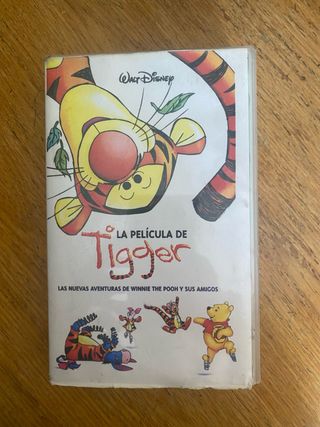 WALT DISNEY
LA PELÍCULA DE
Tigger
LAS NUEVAS AVENTURAS DE WINNIE THE POOH Y SUS AMIGOS